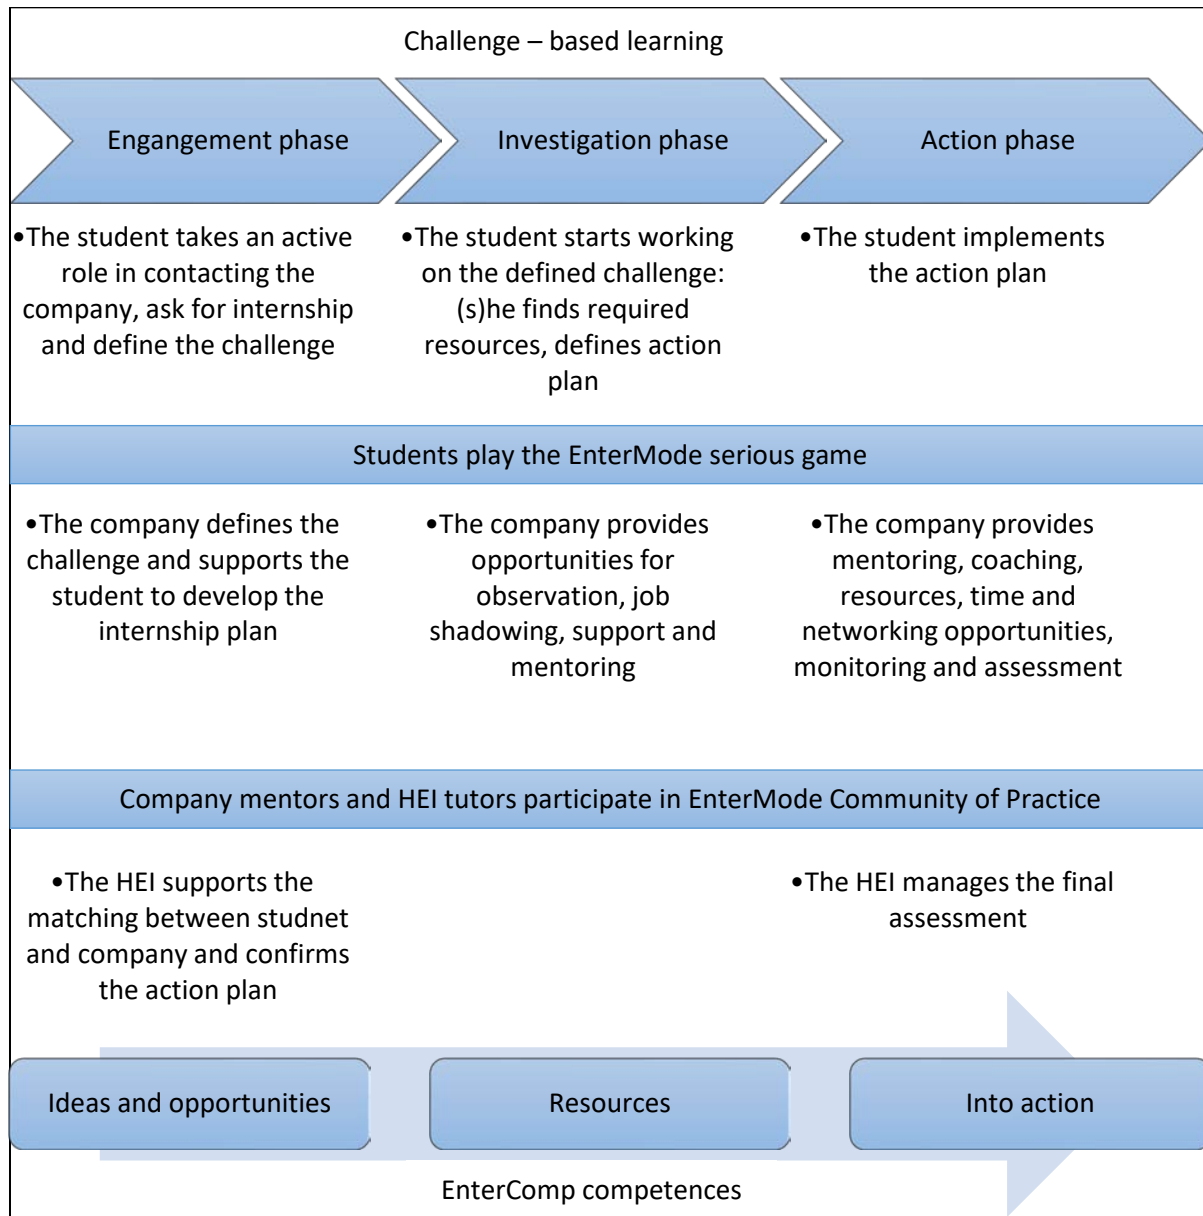 Challenge – based learning
Engangement phase
Investigation phase
Action phase
•The student takes an active
role in contacting the
company, ask for internship
and define the challenge
•The student starts working
on the defined challenge:
(s)he finds required
resources, defines action
plan
•The student implements
the action plan
Students play the EnterMode serious game
•The company defines the
challenge and supports the
student to develop the
internship plan
•The company provides
opportunities for
observation, job
shadowing, support and
mentoring
•The company provides
mentoring, coaching,
resources, time and
networking opportunities,
monitoring and assessment
Company mentors and HEI tutors participate in EnterMode Community of Practice
•The HEI supports the
matching between studnet
and company and confirms
the action plan
•The HEI manages the final
assessment
Ideas and opportunities
Resources
Into action
EnterComp competences